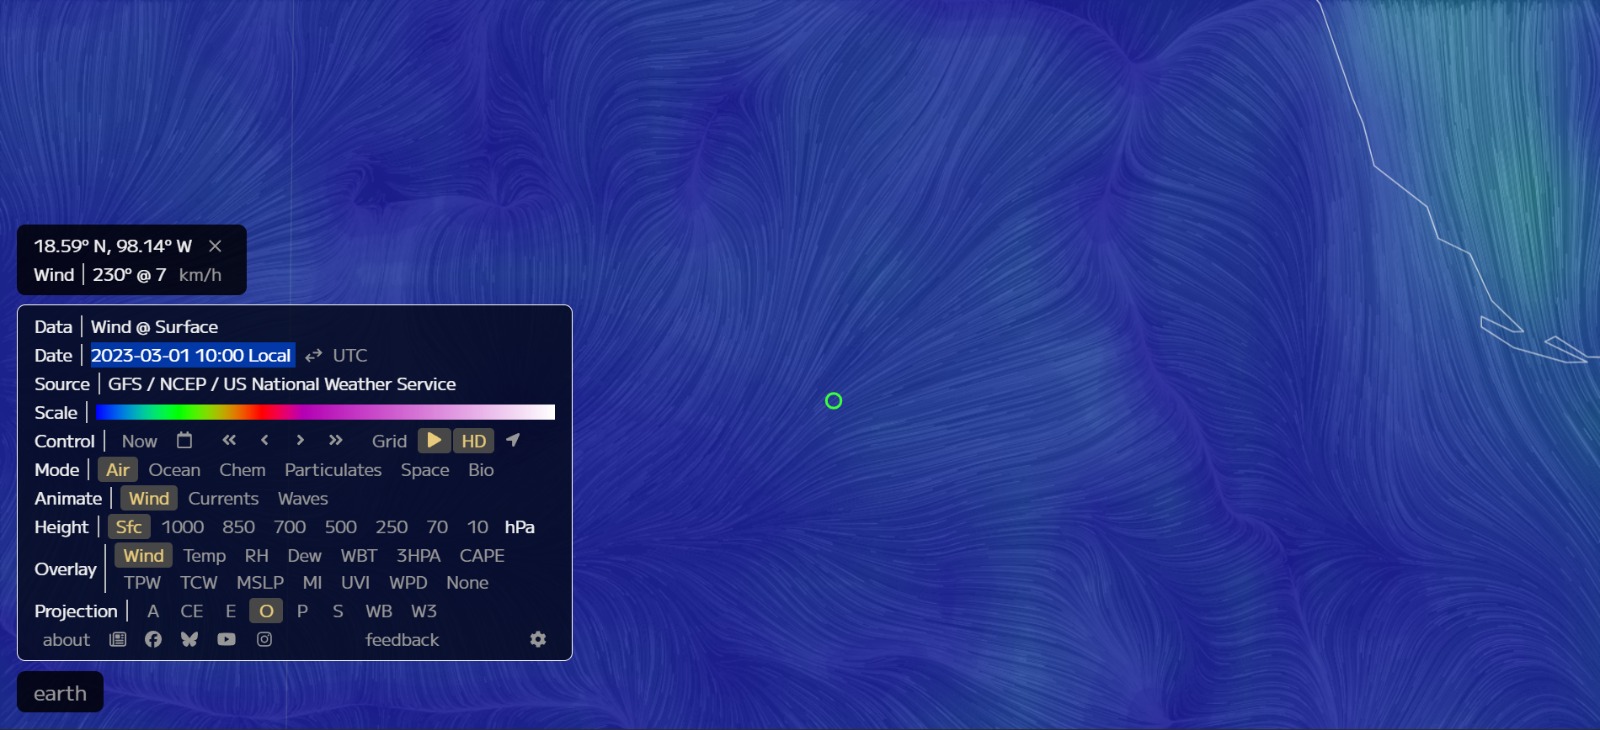 18.59° N, 98.14° W ×
Wind | 230° @ 7 km/h
Data | Wind @ Surface
Date | 2023-03-01 10:00 Local ⇄ UTC
Source | GFS / NCEP / US National Weather Service
Scale |
Control | Now « ‹ › » Grid HD
Mode | Air Ocean Chem Particulates Space Bio
Animate | Wind Currents Waves
Height | Sfc 1000 850 700 500 250 70 10 hPa
Overlay | Wind Temp RH Dew WBT 3HPA CAPE
TPW TCW MSLP MI UVI WPD None
Projection | A CE E O P S WB W3
about feedback
earth